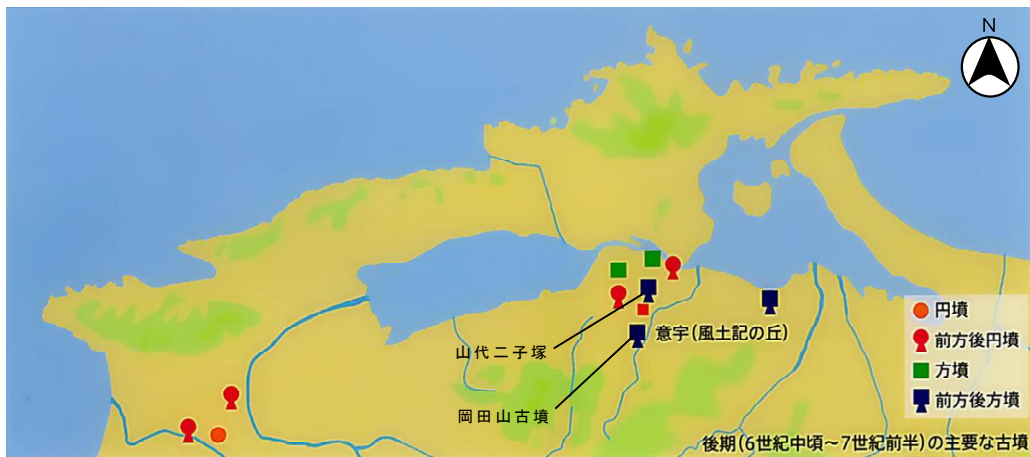 N
山代二子塚
意宇(風土記の丘)
岡田山古墳
円墳
前方後円墳
方墳
前方後方墳
後期(6世紀中頃～7世紀前半)の主要な古墳